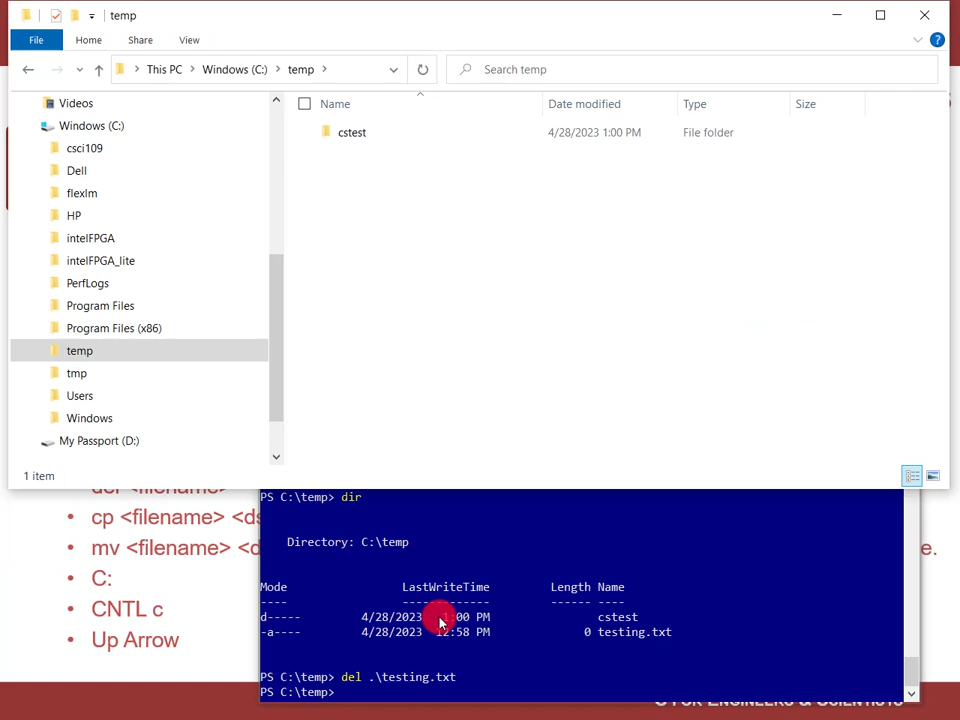 temp
File Home Share View
This PC Windows (C:) temp Search temp
Name Date modified Type Size
cstest 4/28/2023 1:00 PM File folder
Videos
Windows (C:)
csci109
Dell
flexlm
HP
intelFPGA
intelFPGA_lite
PerfLogs
Program Files
Program Files (x86)
temp
tmp
Users
Windows
My Passport (D:)
1 item
• cp <filename>
• mv <filename>
• C:
• CNTL c
• Up Arrow
PS C:\temp> dir
Directory: C:\temp
Mode LastWriteTime Length Name
---- ------------- ------ ----
d----- 4/28/2023 1:00 PM cstest
-a---- 4/28/2023 12:58 PM 0 testing.txt
PS C:\temp> del .\testing.txt
PS C:\temp>